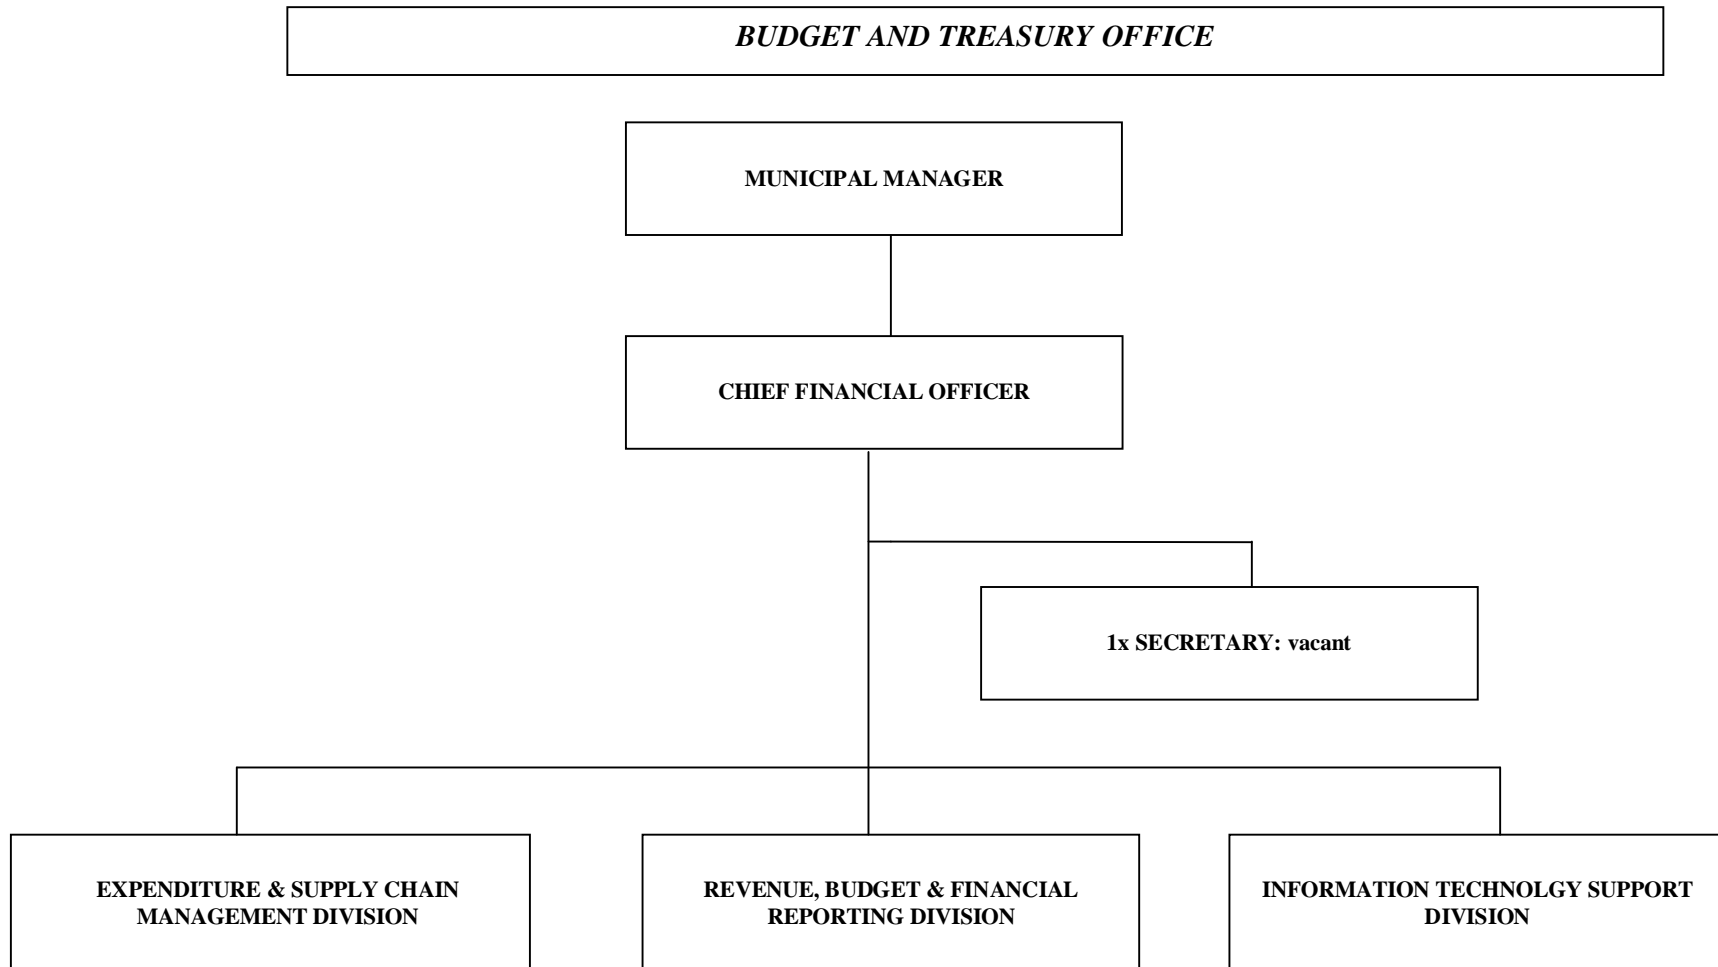 BUDGET AND TREASURY OFFICE
MUNICIPAL MANAGER
CHIEF FINANCIAL OFFICER
1x SECRETARY: vacant
EXPENDITURE & SUPPLY CHAIN
MANAGEMENT DIVISION
REVENUE, BUDGET & FINANCIAL
REPORTING DIVISION
INFORMATION TECHNOLGY SUPPORT
DIVISION